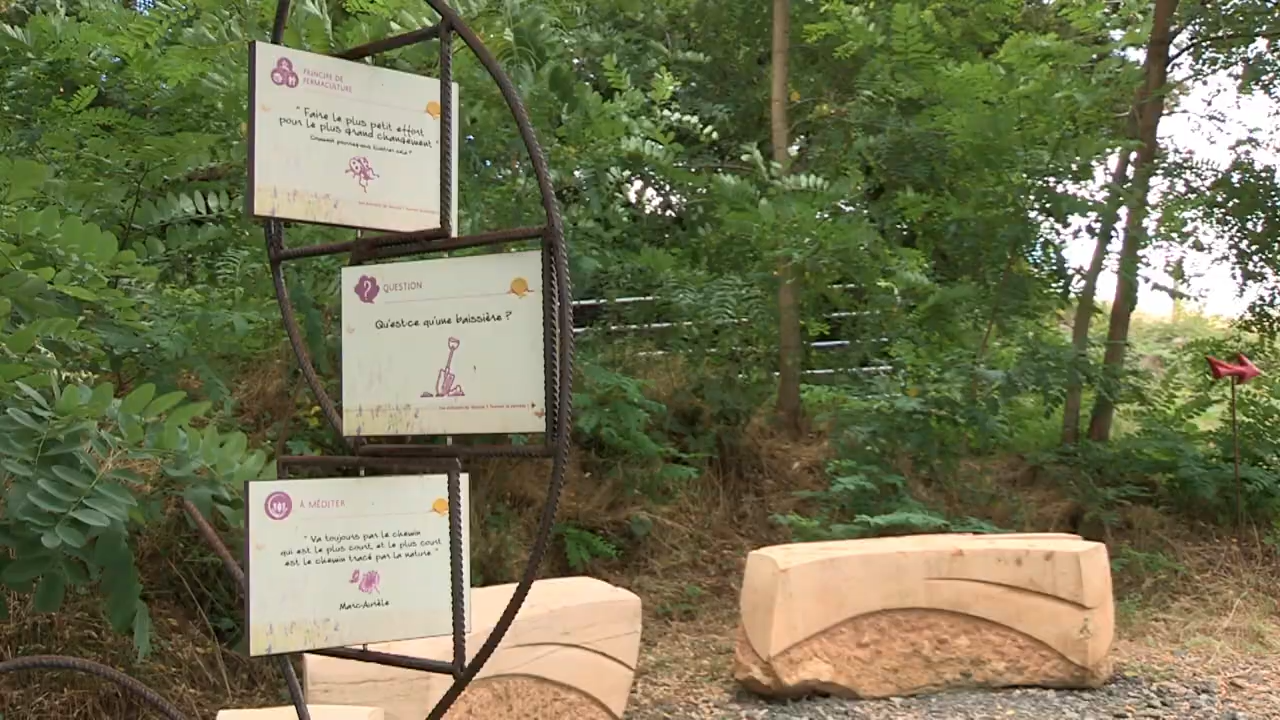 PRINCIPE DE
PERMACULTURE
" Faire le plus petit effort
pour le plus grand changement "
QUESTION
Qu'est-ce qu'une baissière ?
À MÉDITER
" Va toujours par le chemin
qui est le plus court, et le plus court
est le chemin tracé par la nature. "
Marc-Aurèle